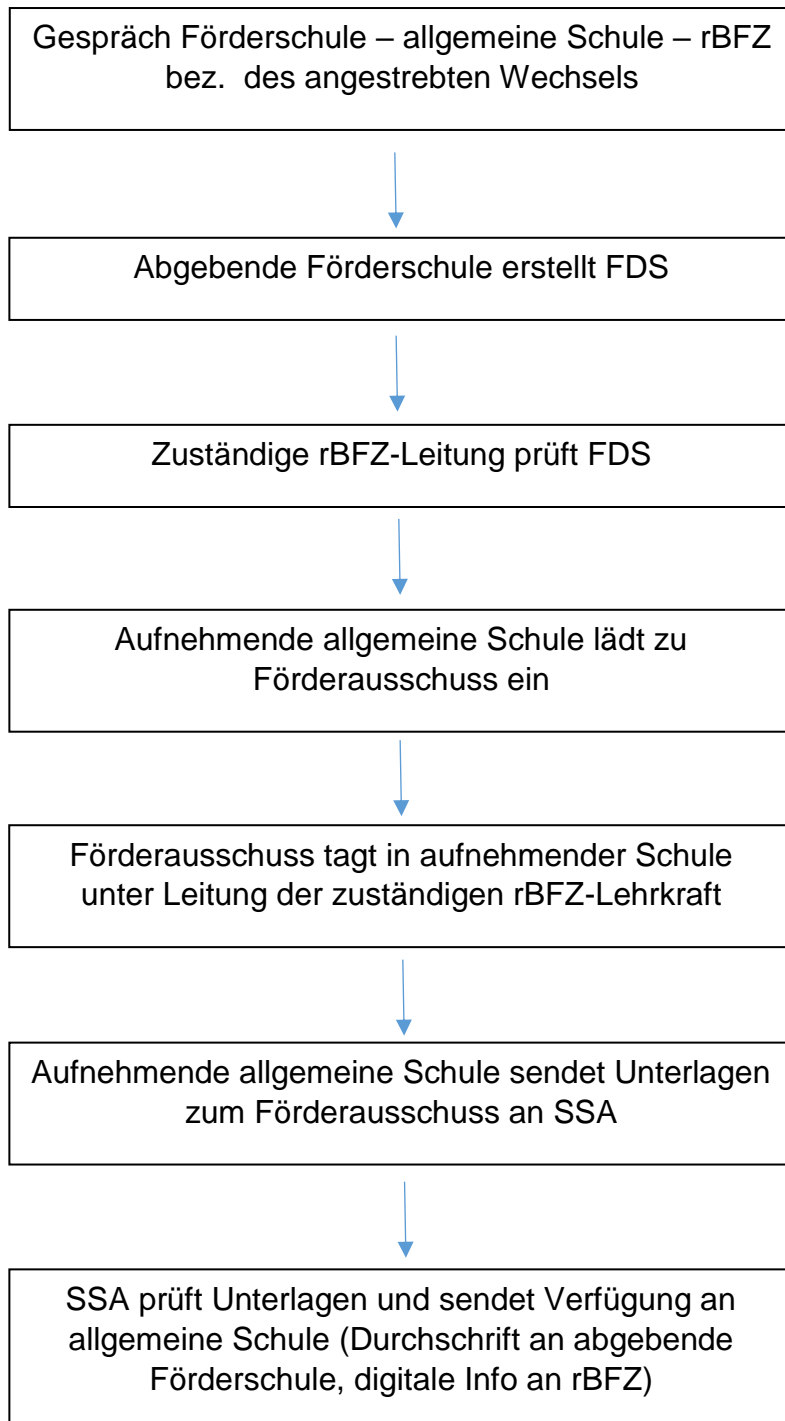 Gespräch Förderschule – allgemeine Schule – rBFZ
bez. des angestrebten Wechsels
Abgebende Förderschule erstellt FDS
Zuständige rBFZ-Leitung prüft FDS
Aufnehmende allgemeine Schule lädt zu
Förderausschuss ein
Förderausschuss tagt in aufnehmender Schule
unter Leitung der zuständigen rBFZ-Lehrkraft
Aufnehmende allgemeine Schule sendet Unterlagen
zum Förderausschuss an SSA
SSA prüft Unterlagen und sendet Verfügung an
allgemeine Schule (Durchschrift an abgebende
Förderschule, digitale Info an rBFZ)